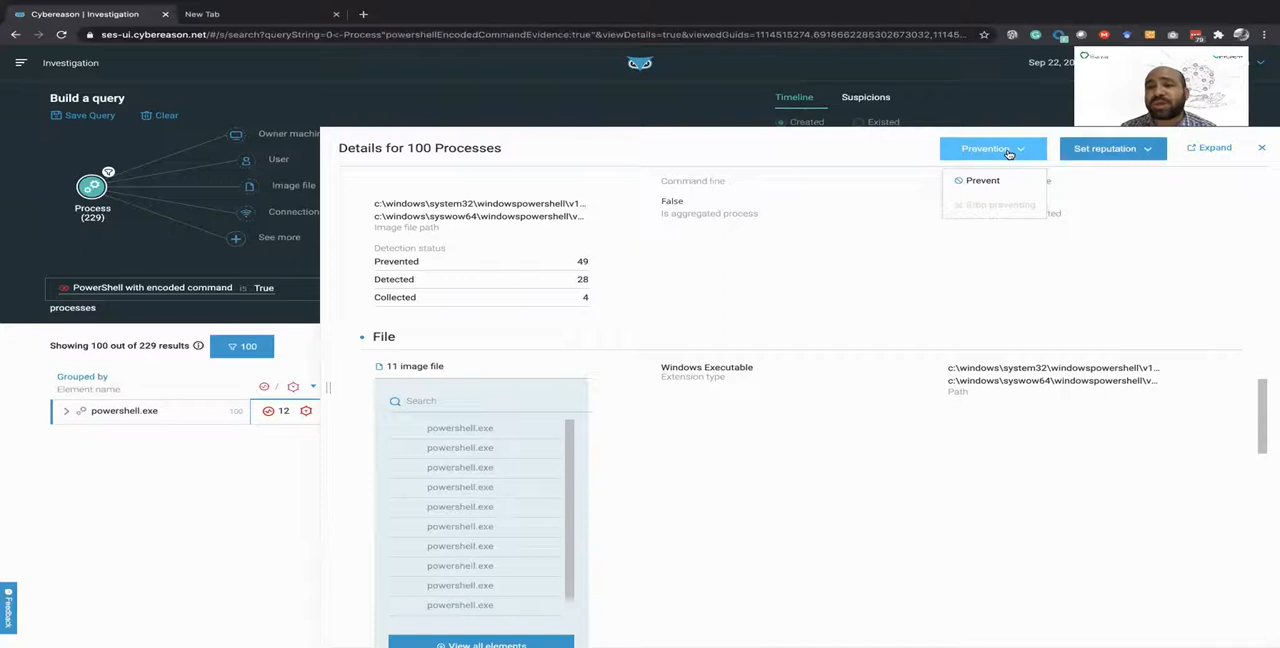 Cybereason | Investigation
New Tab
ses-ui.cybereason.net/#/s/search?queryString=0<-Process"powershellEncodedCommandEvidence:true"&viewDetails=true&viewedGuids=1114515274.6918662285302673032,11145...
79
Investigation
Sep 22, 20
Build a query
Save Query
Clear
Timeline
Suspicions
Created
Existed
Owner machin
User
Image file
Connection
See more
Process
(229)
PowerShell with encoded command is True
processes
Showing 100 out of 229 results
100
Grouped by
Element name
powershell.exe
100
12
Details for 100 Processes
Prevention
Set reputation
Expand
Prevent
Stop preventing
Command line
False
Is aggregated process
c:\windows\system32\windowspowershell\v1...
c:\windows\syswow64\windowspowershell\v...
Image file path
Detection status
Prevented 49
Detected 28
Collected 4
File
11 image file
Windows Executable
Extension type
c:\windows\system32\windowspowershell\v1...
c:\windows\syswow64\windowspowershell\v...
Path
Search
powershell.exe
powershell.exe
powershell.exe
powershell.exe
powershell.exe
powershell.exe
powershell.exe
powershell.exe
powershell.exe
powershell.exe
View all elements
Feedback